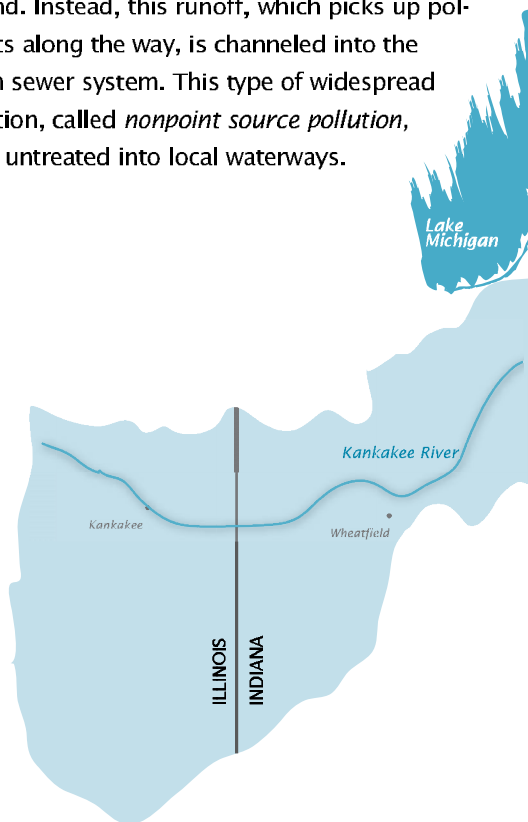 nd. Instead, this runoff, which picks up pol-
ts along the way, is channeled into the
n sewer system. This type of widespread
tion, called nonpoint source pollution,
untreated into local waterways.
Lake
Michigan
Kankakee River
Kankakee
Wheatfield
ILLINOIS
INDIANA